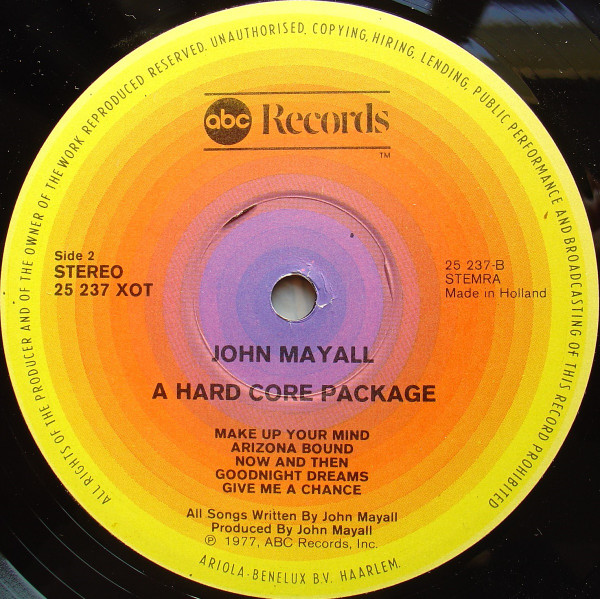 ALL RIGHTS OF THE PRODUCER AND OF THE OWNER OF THE WORK REPRODUCED RESERVED. UNAUTHORISED, COPYING, HIRING, LENDING, PUBLIC PERFORMANCE AND BROADCASTING OF THIS RECORD PROHIBITED
abc Records
™
Side 2
STEREO
25 237 XOT
25 237-B
STEMRA
Made in Holland
JOHN MAYALL
A HARD CORE PACKAGE
MAKE UP YOUR MIND
ARIZONA BOUND
NOW AND THEN
GOODNIGHT DREAMS
GIVE ME A CHANCE
All Songs Written By John Mayall
Produced By John Mayall
℗ 1977, ABC Records, Inc.
ARIOLA-BENELUX B.V. HAARLEM.